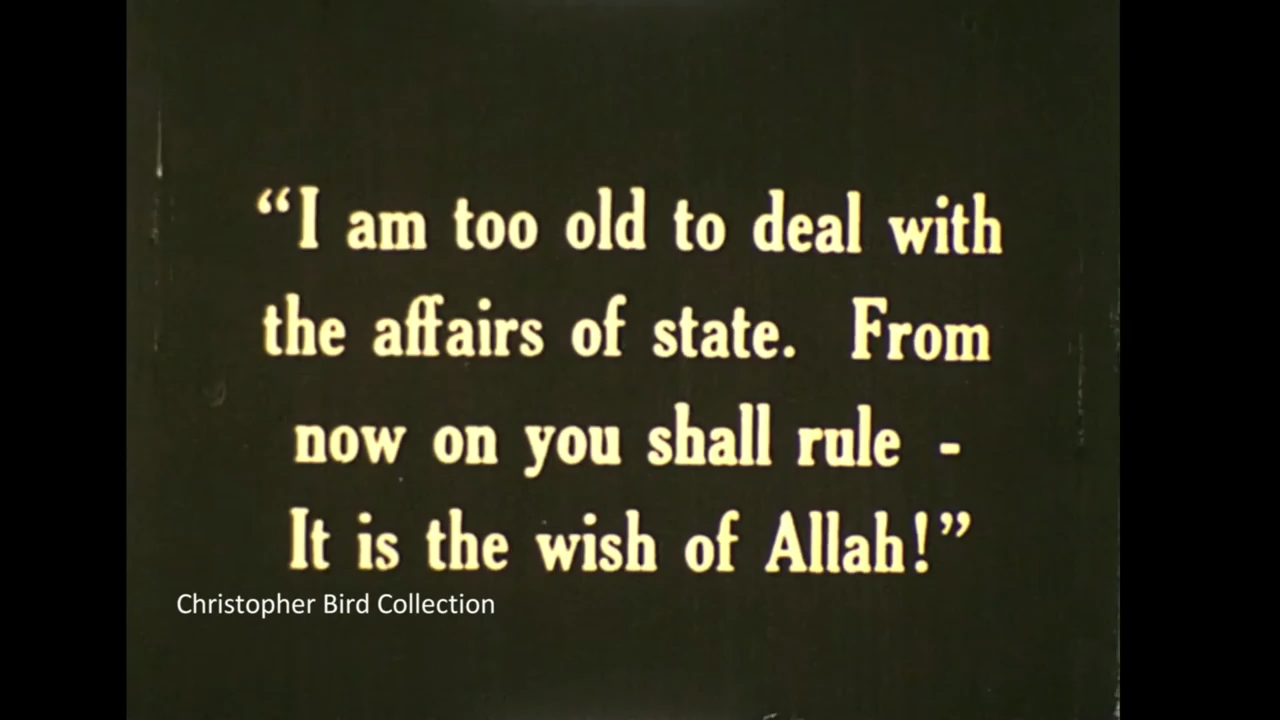 “I am too old to deal with
the affairs of state.  From
now on you shall rule -
It is the wish of Allah!”
Christopher Bird Collection